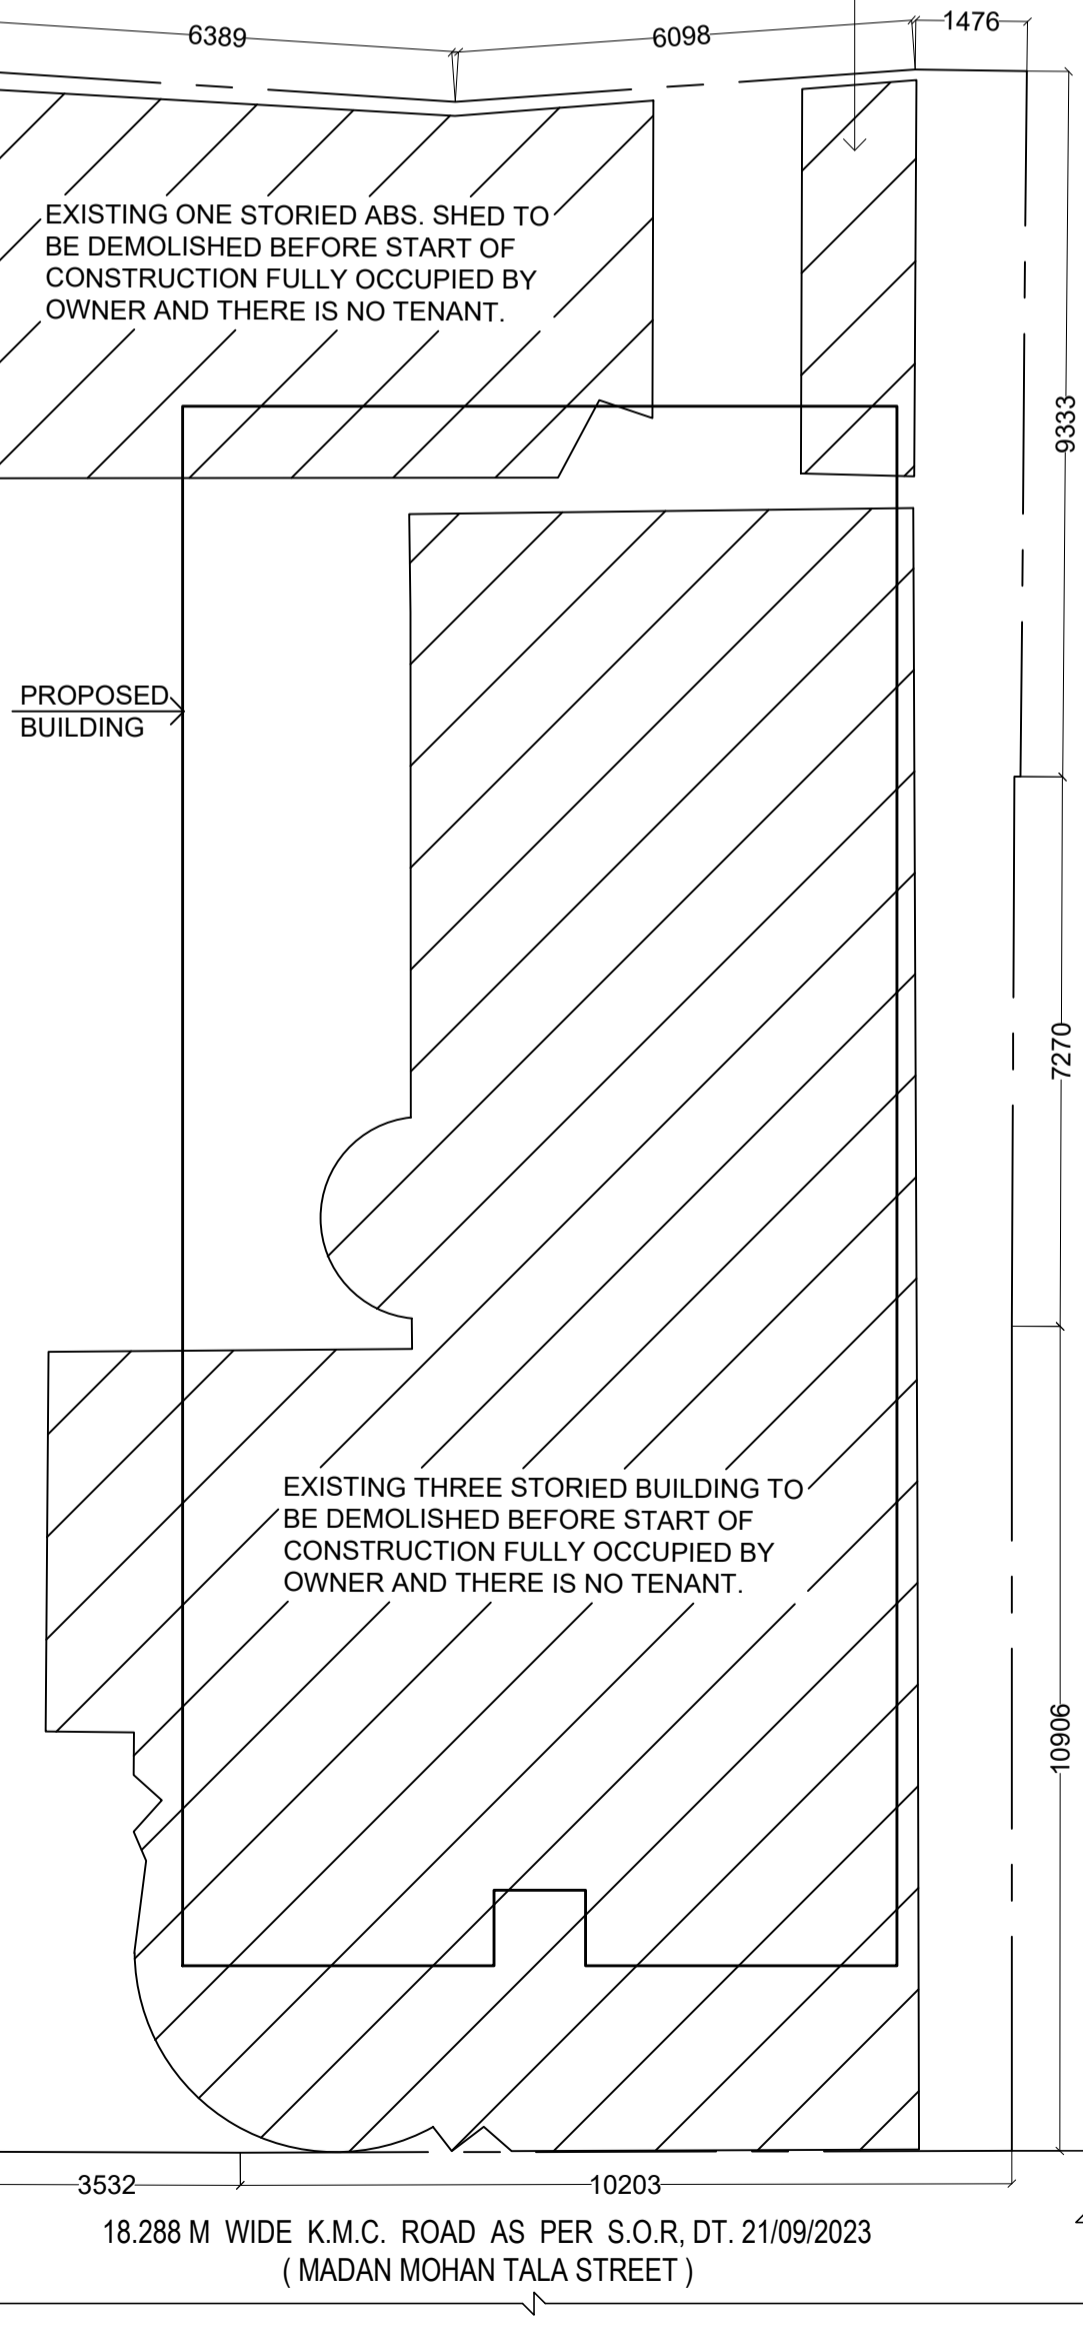 6389
6098
1476
EXISTING ONE STORIED ABS. SHED TO
BE DEMOLISHED BEFORE START OF
CONSTRUCTION FULLY OCCUPIED BY
OWNER AND THERE IS NO TENANT.
9333
PROPOSED
BUILDING
7270
EXISTING THREE STORIED BUILDING TO
BE DEMOLISHED BEFORE START OF
CONSTRUCTION FULLY OCCUPIED BY
OWNER AND THERE IS NO TENANT.
10906
3532
10203
18.288 M WIDE K.M.C. ROAD AS PER S.O.R, DT. 21/09/2023
( MADAN MOHAN TALA STREET )